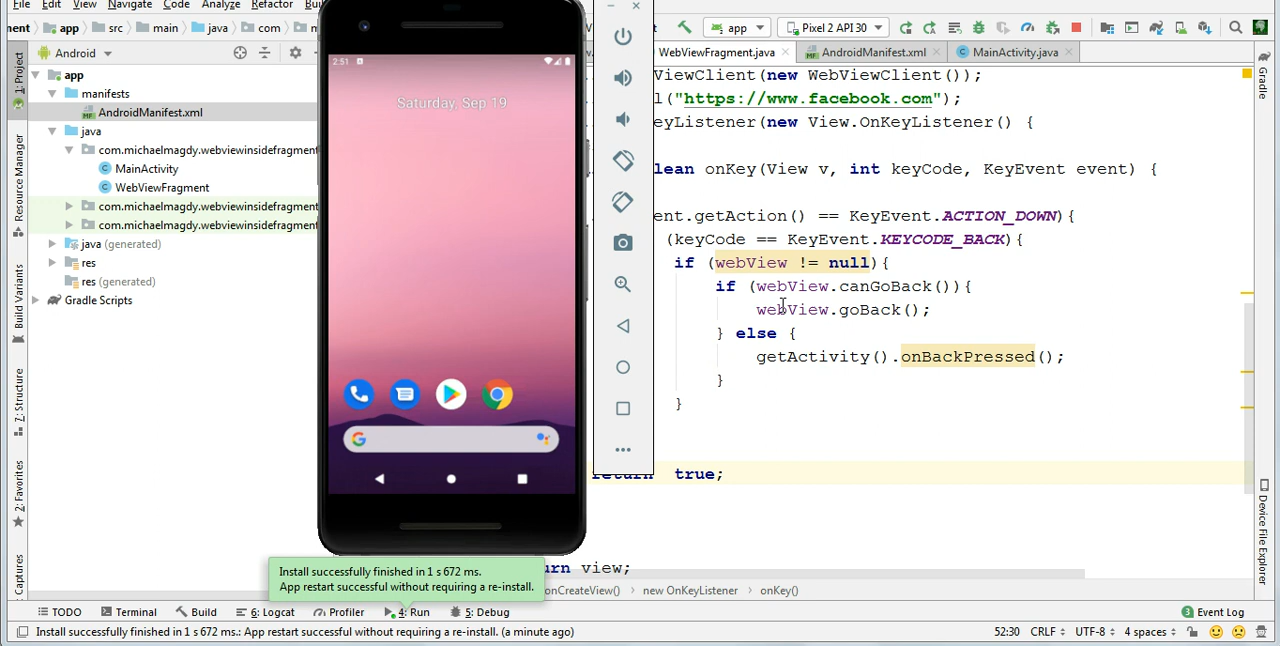 File Edit View Navigate Code Analyze Refactor
app src main java com app Pixel 2 API 30
Android
WebViewFragment.java AndroidManifest.xml MainActivity.java
app
manifests
AndroidManifest.xml
java
com.michaelmagdy.webviewinsidefragment
MainActivity
WebViewFragment
com.michaelmagdy.webviewinsidefragment
com.michaelmagdy.webviewinsidefragment
java (generated)
res
res (generated)
Gradle Scripts
1: Project
Resource Manager
Build Variants
7: Structure
2: Favorites
Captures
2:51
Saturday, Sep 19
ViewClient(new WebViewClient());
l("https://www.facebook.com");
eyListener(new View.OnKeyListener() {
lean onKey(View v, int keyCode, KeyEvent event) {
ent.getAction() == KeyEvent.ACTION_DOWN){
(keyCode == KeyEvent.KEYCODE_BACK){
if (webView != null){
if (webView.canGoBack()){
webView.goBack();
} else {
getActivity().onBackPressed();
}
}
return true;
urn view;
Gradle
Device File Explorer
Install successfully finished in 1 s 672 ms.
App restart successful without requiring a re-install.
onCreateView() new OnKeyListener onKey()
TODO Terminal Build 6: Logcat Profiler 4: Run 5: Debug 3 Event Log
Install successfully finished in 1 s 672 ms.: App restart successful without requiring a re-install. (a minute ago) 52:30 CRLF UTF-8 4 spaces